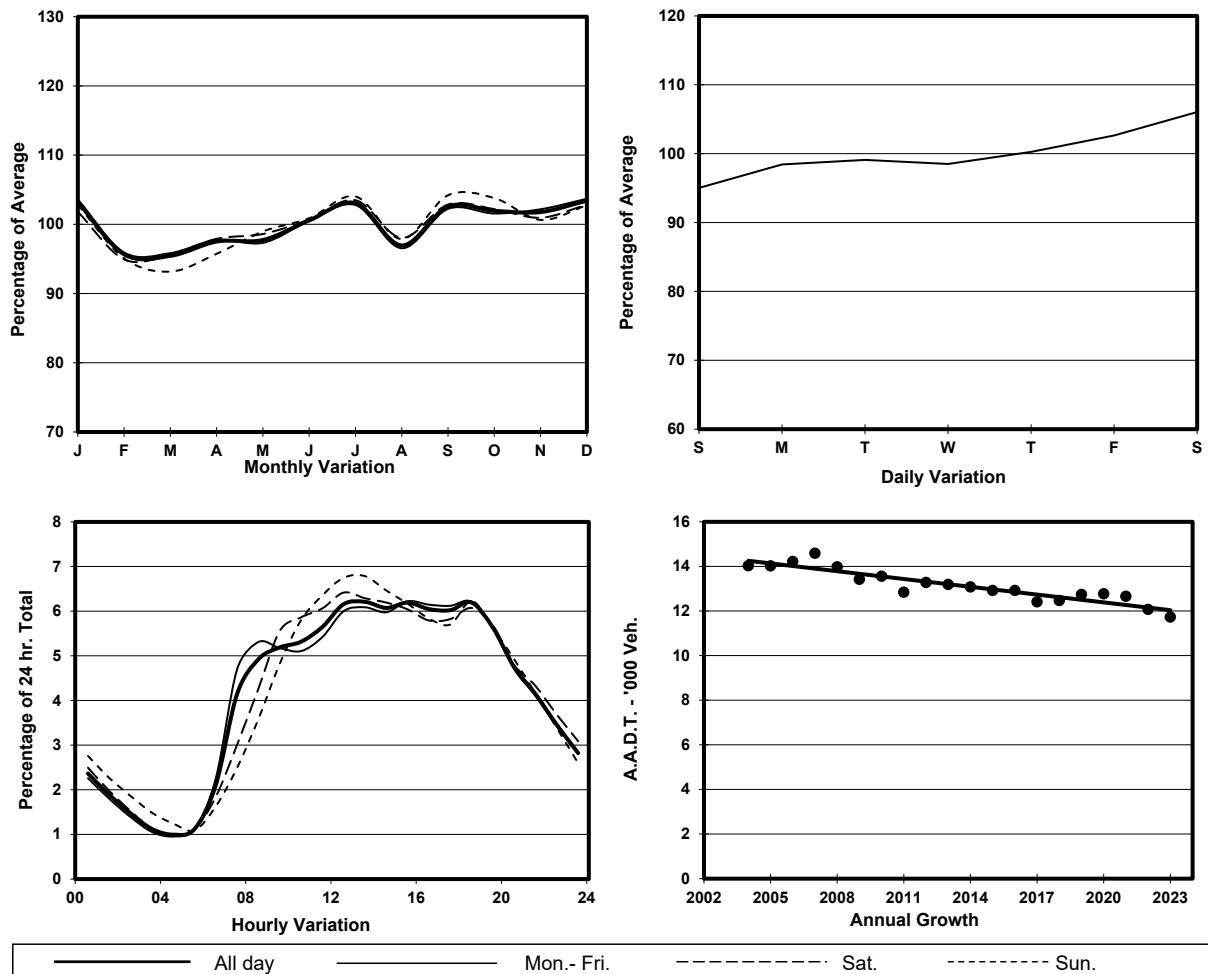 130
120
110
100
90
80
70
Percentage of Average
J F M A M J J A S O N D
Monthly Variation
120
110
100
90
80
70
60
Percentage of Average
S M T W T F S
Daily Variation
8
7
6
5
4
3
2
1
0
Percentage of 24 hr. Total
00 04 08 12 16 20 24
Hourly Variation
16
14
12
10
8
6
4
2
0
A.A.D.T. - '000 Veh.
2002 2005 2008 2011 2014 2017 2020 2023
Annual Growth
All day Mon.- Fri. Sat. Sun.